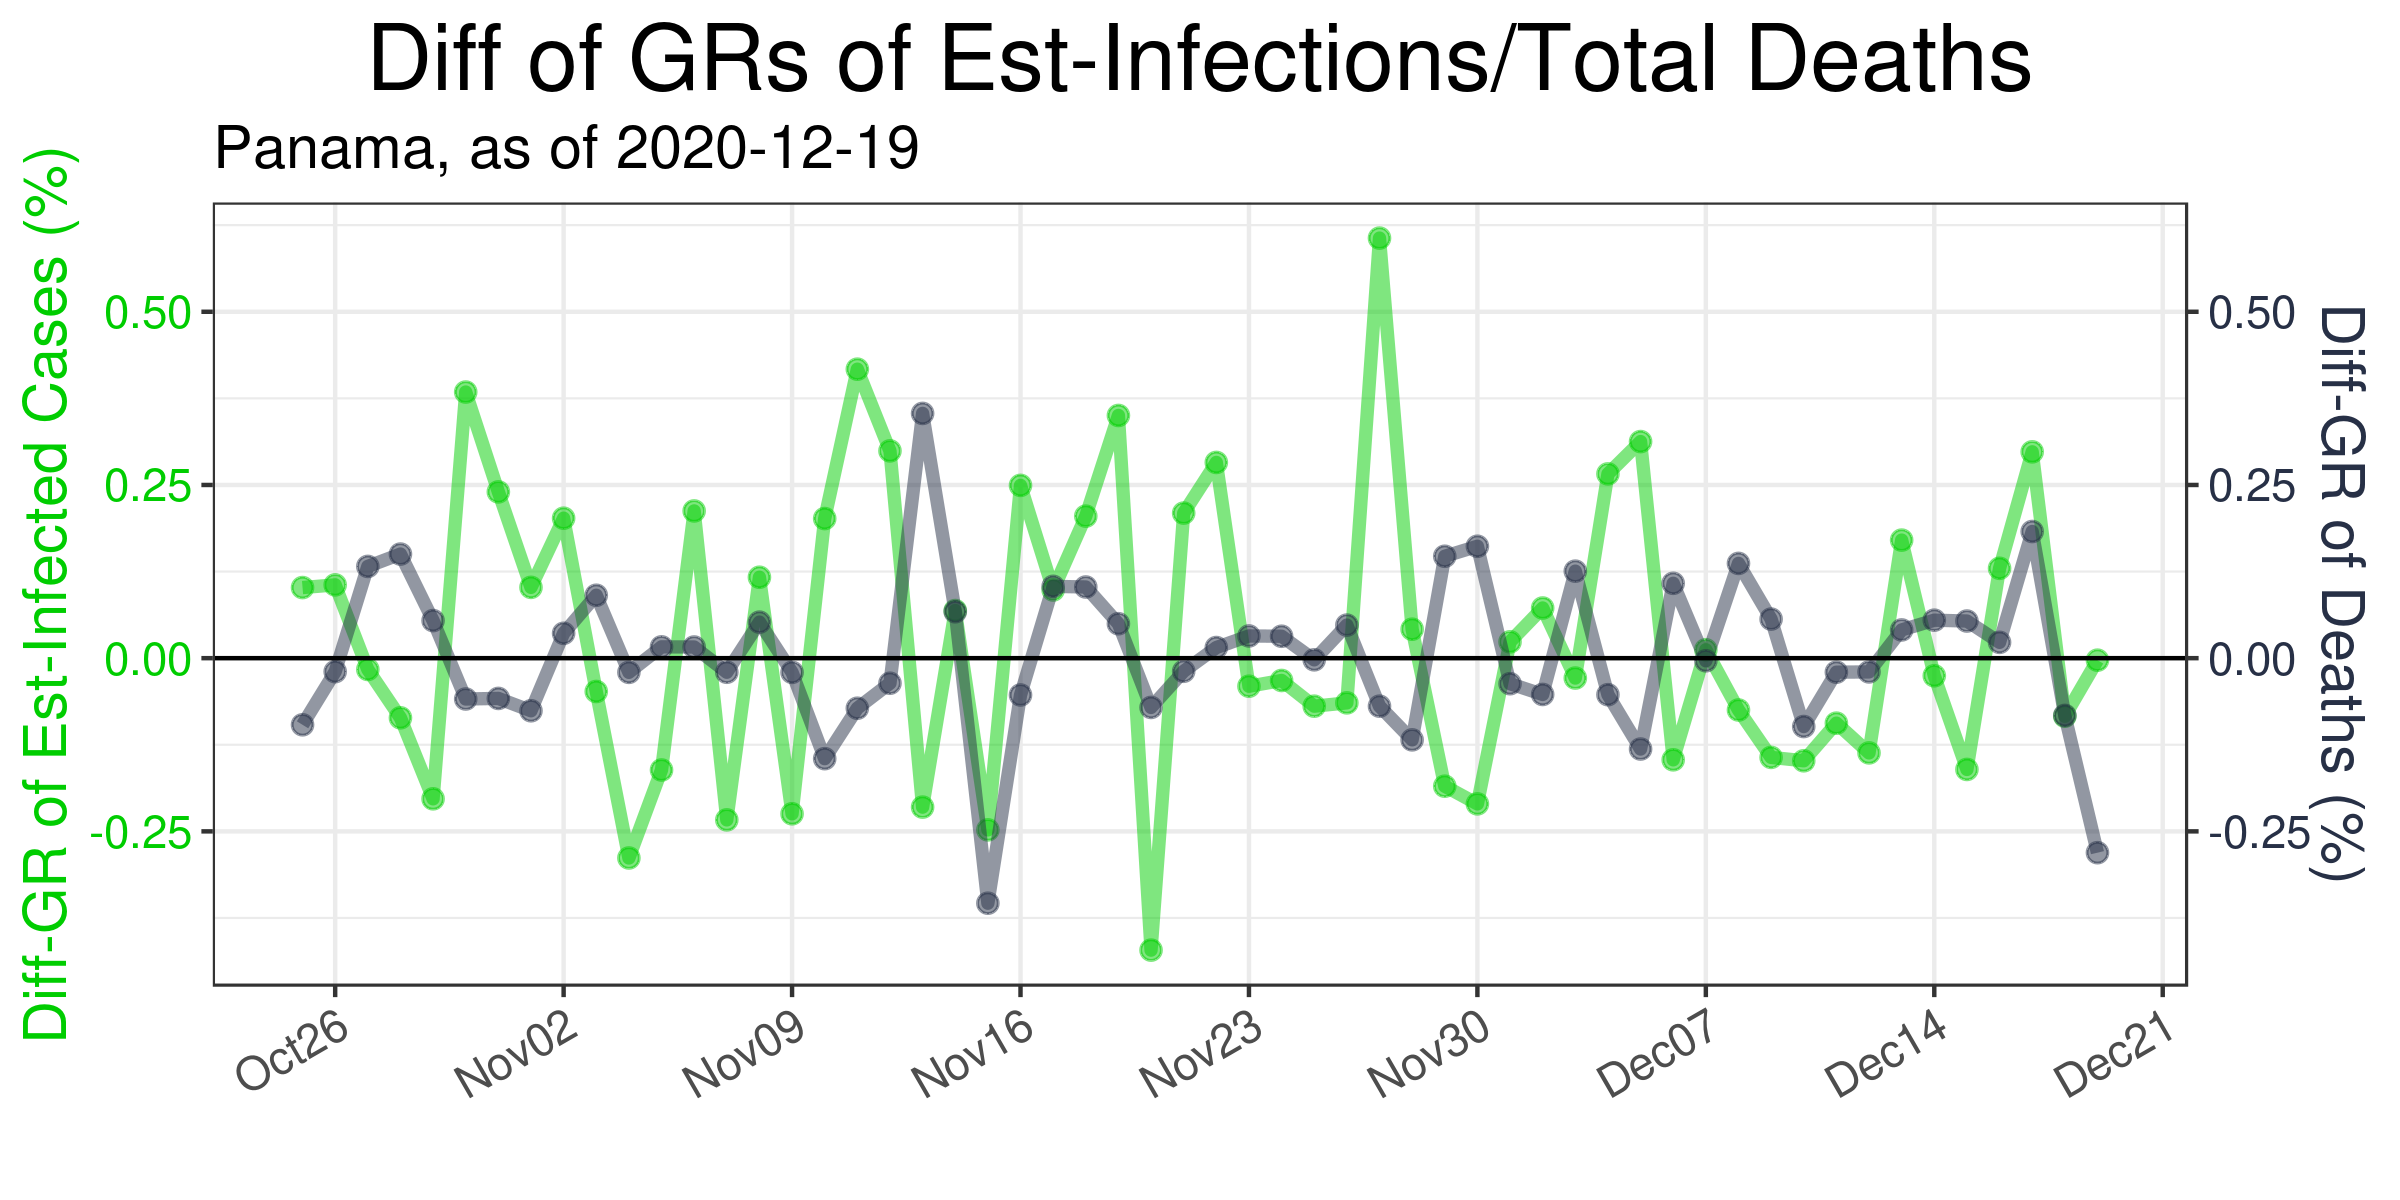 Diff of GRs of Est-Infections/Total Deaths
Panama, as of 2020-12-19
Diff-GR of Est-Infected Cases (%)
0.50
0.25
0.00
-0.25
0.50
0.25
0.00
-0.25
Diff-GR of Deaths (%)
Oct26
Nov02
Nov09
Nov16
Nov23
Nov30
Dec07
Dec14
Dec21